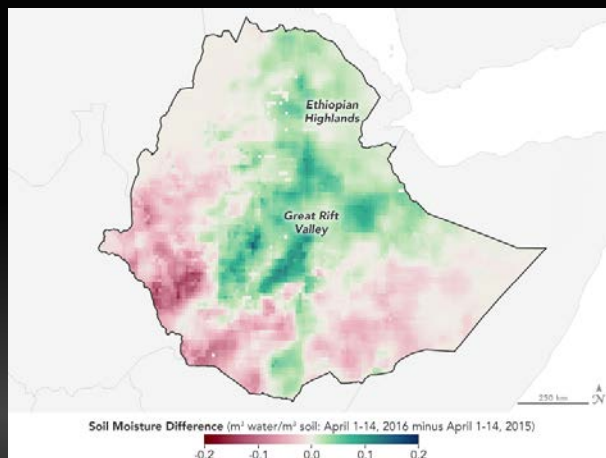 Ethiopian
Highlands
Great Rift
Valley
250 km
N
Soil Moisture Difference (m³ water/m³ soil: April 1-14, 2016 minus April 1-14, 2015)
-0.2 -0.1 0.0 0.1 0.2